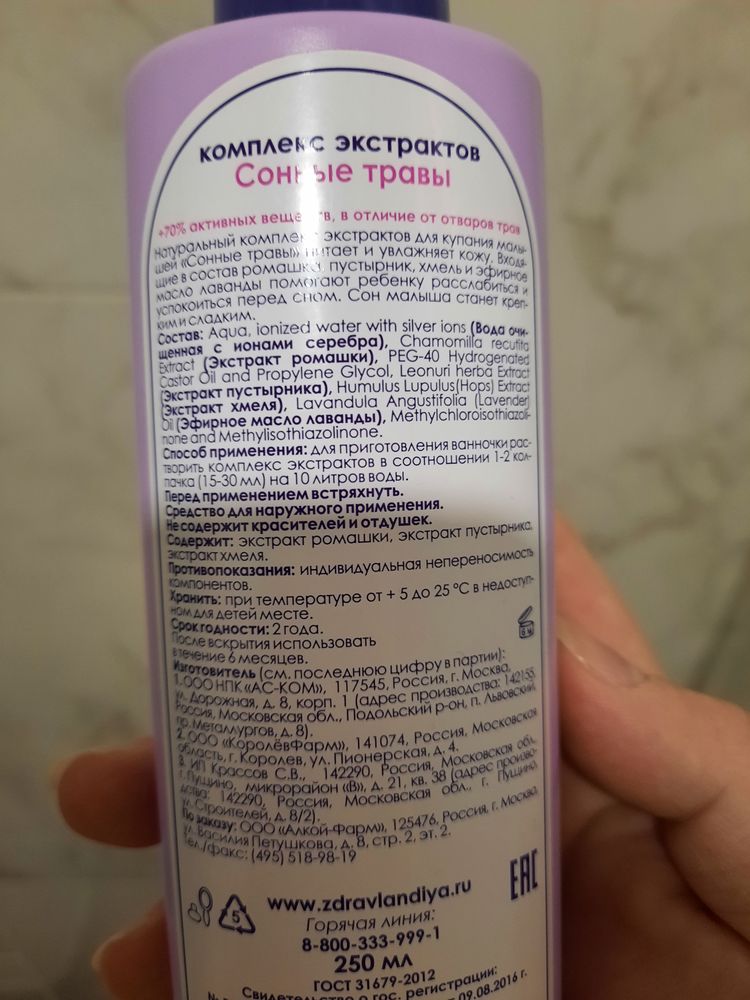 комплекс экстрактов
Сонные травы
+70% активных веществ, в отличие от отваров трав
Натуральный комплекс экстрактов для купания малы-
шей «Сонные травы» питает и увлажняет кожу. Входя-
щие в состав ромашка, пустырник, хмель и эфирное
масло лаванды помогают ребенку расслабиться и
успокоиться перед сном. Сон малыша станет креп-
ким и сладким.
Состав: Aqua, ionized water with silver ions (Вода очи-
щенная с ионами серебра), Chamomilla recutita
Extract (Экстракт ромашки), PEG-40 Hydrogenated
Castor Oil and Propylene Glycol, Leonuri herba Extract
(Экстракт пустырника), Humulus Lupulus(Hops) Extract
(Экстракт хмеля), Lavandula Angustifolia (Lavender)
Oil (Эфирное масло лаванды), Methylchloroisothiazoli-
none and Methylisothiazolinone.
Способ применения: для приготовления ванночки рас-
творить комплекс экстрактов в соотношении 1-2 кол-
пачка (15-30 мл) на 10 литров воды.
Перед применением встряхнуть.
Средство для наружного применения.
Не содержит красителей и отдушек.
Содержит: экстракт ромашки, экстракт пустырника,
экстракт хмеля.
Противопоказания: индивидуальная непереносимость
компонентов.
Хранить: при температуре от + 5 до 25 °C в недоступ-
ном для детей месте.
Срок годности: 2 года.
После вскрытия использовать
в течение 6 месяцев.
Изготовитель (см. последнюю цифру в партии):
1. ООО НПК «АС-КОМ», 117545, Россия, г. Москва,
ул. Дорожная, д. 8, корп. 1 (адрес производства: 142155,
Россия, Московская обл., Подольский р-он, п. Львовский,
пр. Металлургов, д. 8).
2. ООО «КоролёвФарм», 141074, Россия, Московская
область, г. Королев, ул. Пионерская, д. 4.
3. ИП Крассов С.В., 142290, Россия, Московская обл.,
г. Пущино, микрорайон «В», д. 21, кв. 38 (адрес произво-
дства: 142290, Россия, Московская обл., г. Пущино,
ул. Строителей, д. 8/2).
По заказу: ООО «Алкой-Фарм», 125476, Россия, г. Москва,
ул. Василия Петушкова, д. 8, стр. 2, эт. 2.
Тел./факс: (495) 518-98-19
5
www.zdravlandiya.ru
EAC
Горячая линия:
8-800-333-999-1
250 мл
ГОСТ 31679-2012
Свидетельство о гос. регистрации:
09.08.2016 г.